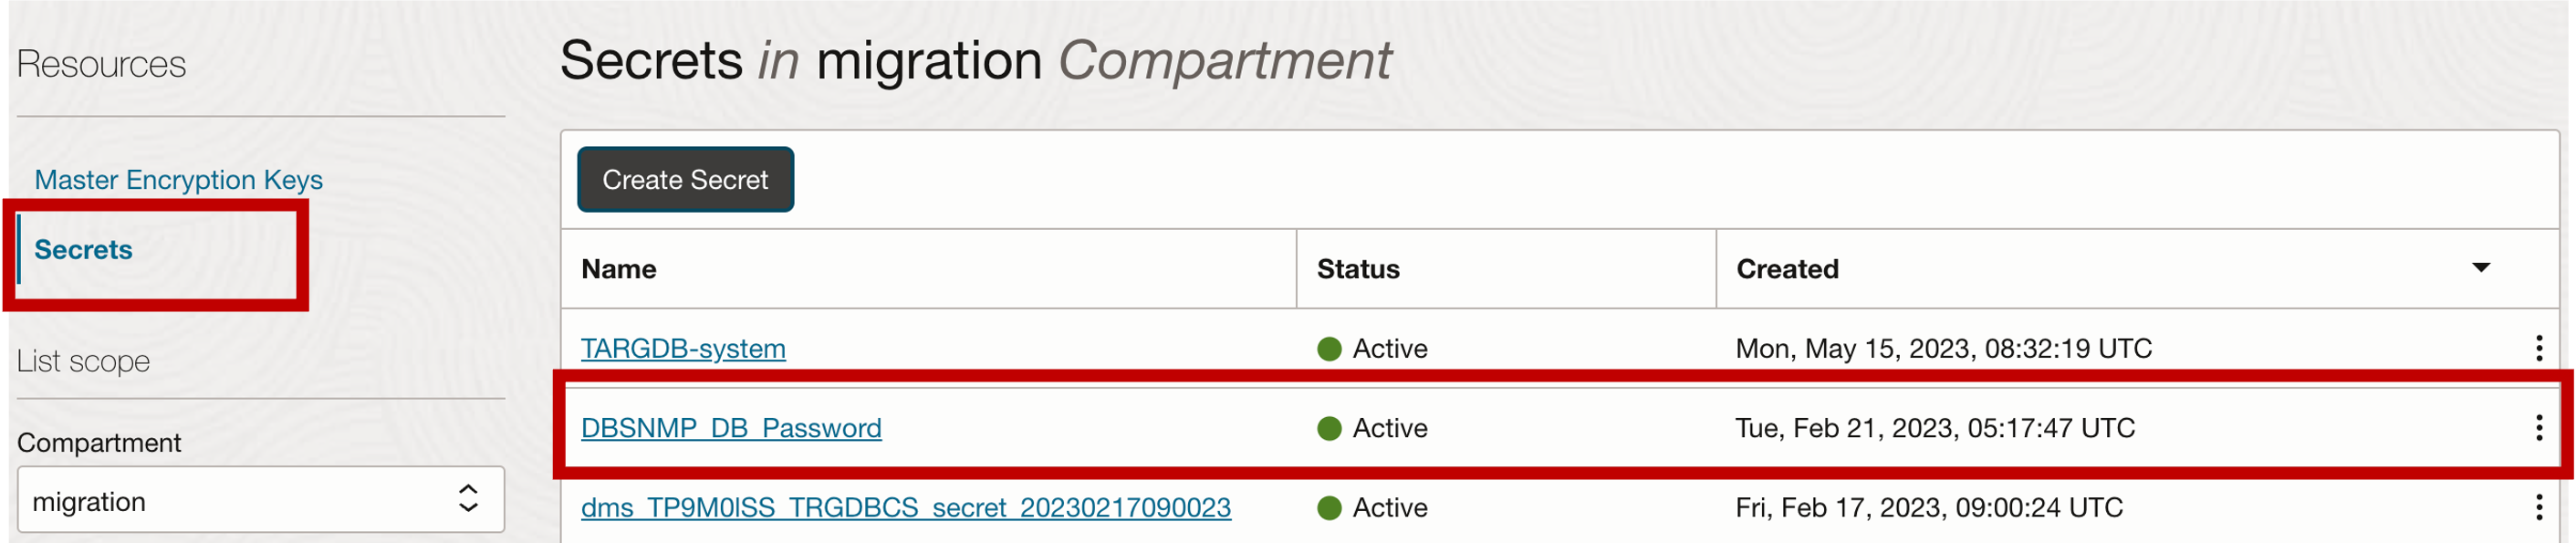 Resources
Master Encryption Keys
Secrets
List scope
Compartment
migration
Secrets in migration Compartment
Create Secret
Name Status Created
TARGDB-system Active Mon, May 15, 2023, 08:32:19 UTC
DBSNMP_DB_Password Active Tue, Feb 21, 2023, 05:17:47 UTC
dms_TP9M0ISS_TRGDBCS_secret_20230217090023 Active Fri, Feb 17, 2023, 09:00:24 UTC